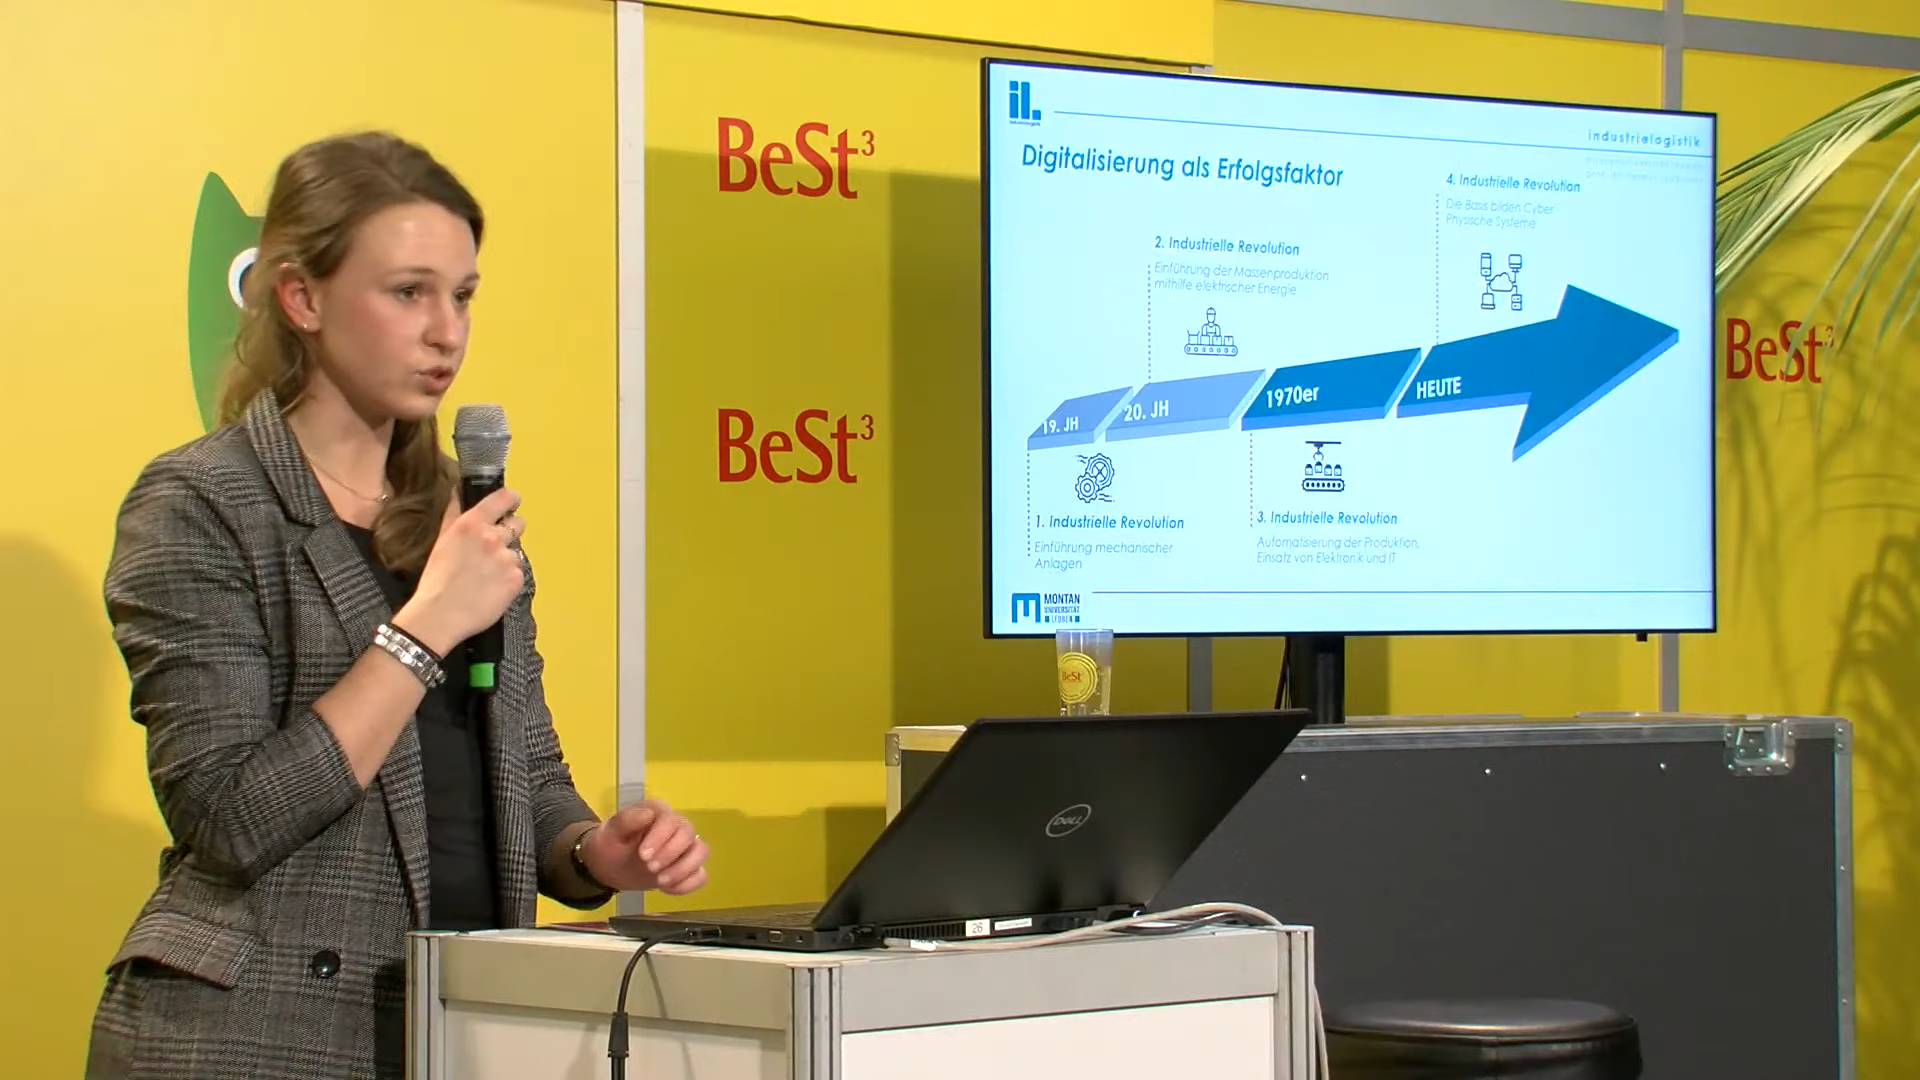 BeSt³
BeSt³
BeSt³
il.
industrielogistik
Digitalisierung als Erfolgsfaktor
4. Industrielle Revolution
Die Basis bilden Cyber
Physische Systeme
2. Industrielle Revolution
Einführung der Massenproduktion
mithilfe elektrischer Energie
19. JH
20. JH
1970er
HEUTE
1. Industrielle Revolution
Einführung mechanischer
Anlagen
3. Industrielle Revolution
Automatisierung der Produktion,
Einsatz von Elektronik und IT
MONTAN
UNIVERSITÄT
LEOBEN
BeSt³
DELL
26